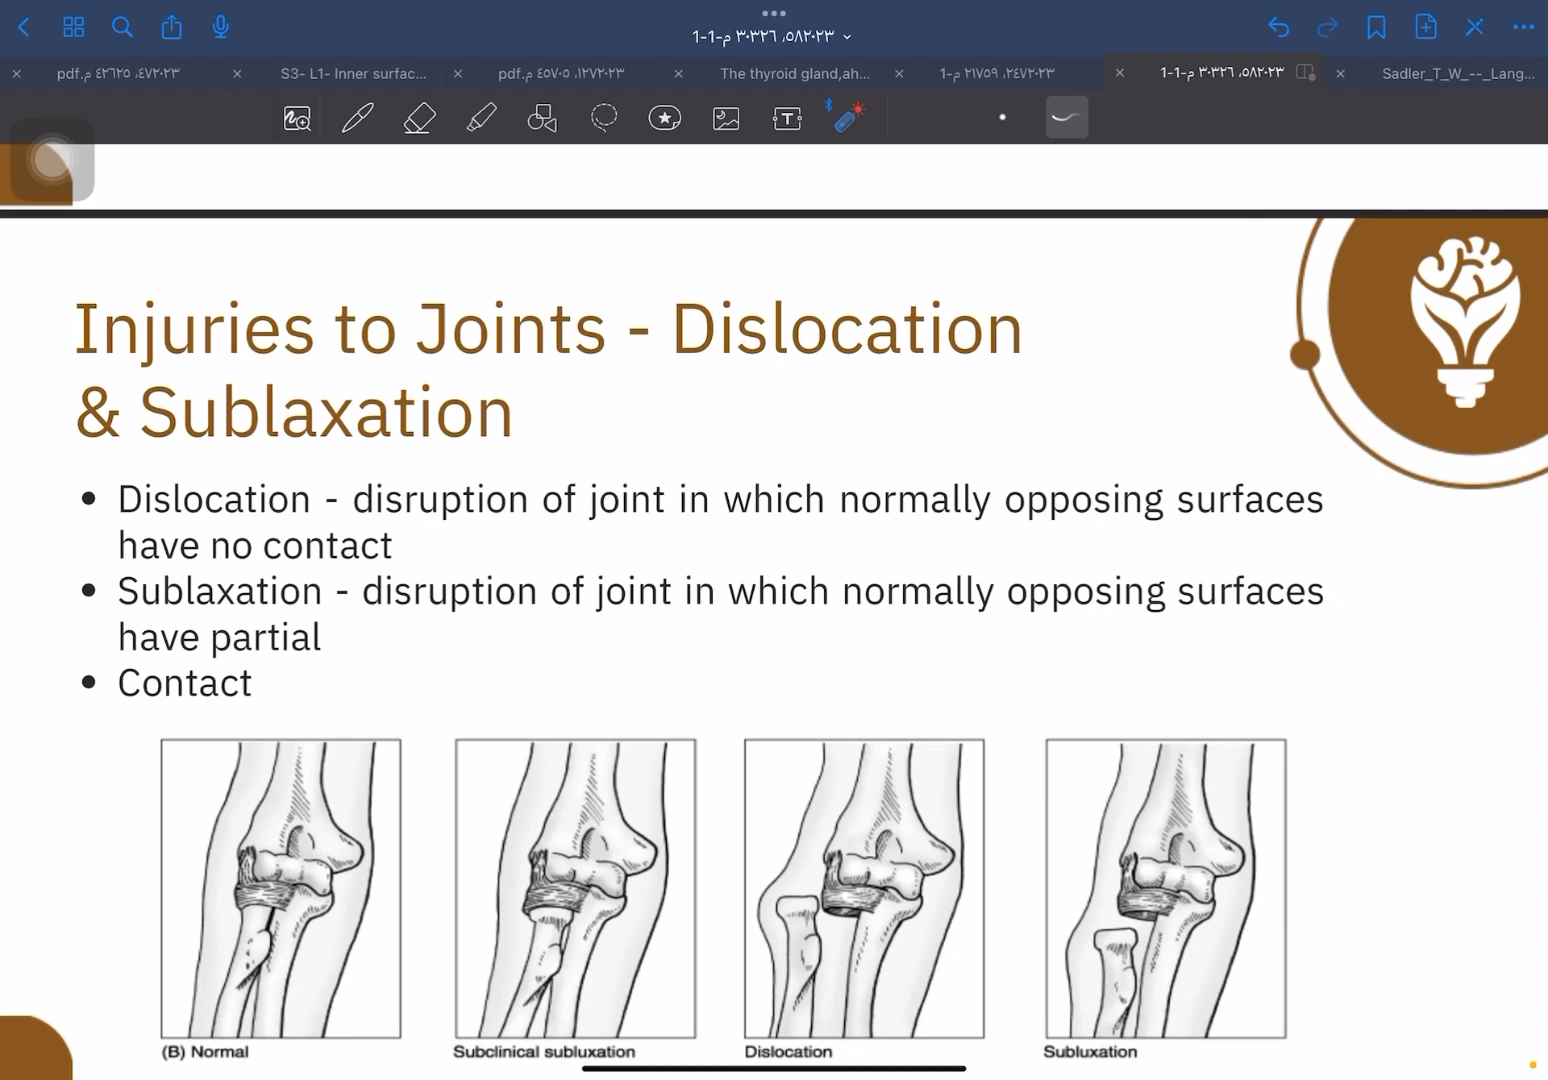 ٥٨٢٠٢٣، ٣٠٣٢٦ م-1-1
٤٧٢٠٢٣، ٤٢٦٢٥ م.pdf
S3- L1- Inner surfac...
١٢٧٢٠٢٣، ٤٥٧٠٥ م.pdf
The thyroid gland,ah...
٢٤٧٢٠٢٣، ٢١٧٥٩ م-1
٥٨٢٠٢٣، ٣٠٣٢٦ م-1-1
Sadler_T_W_--_Lang...
T
Injuries to Joints - Dislocation
& Sublaxation
• Dislocation - disruption of joint in which normally opposing surfaces
have no contact
• Sublaxation - disruption of joint in which normally opposing surfaces
have partial
• Contact
(B) Normal
Subclinical subluxation
Dislocation
Subluxation